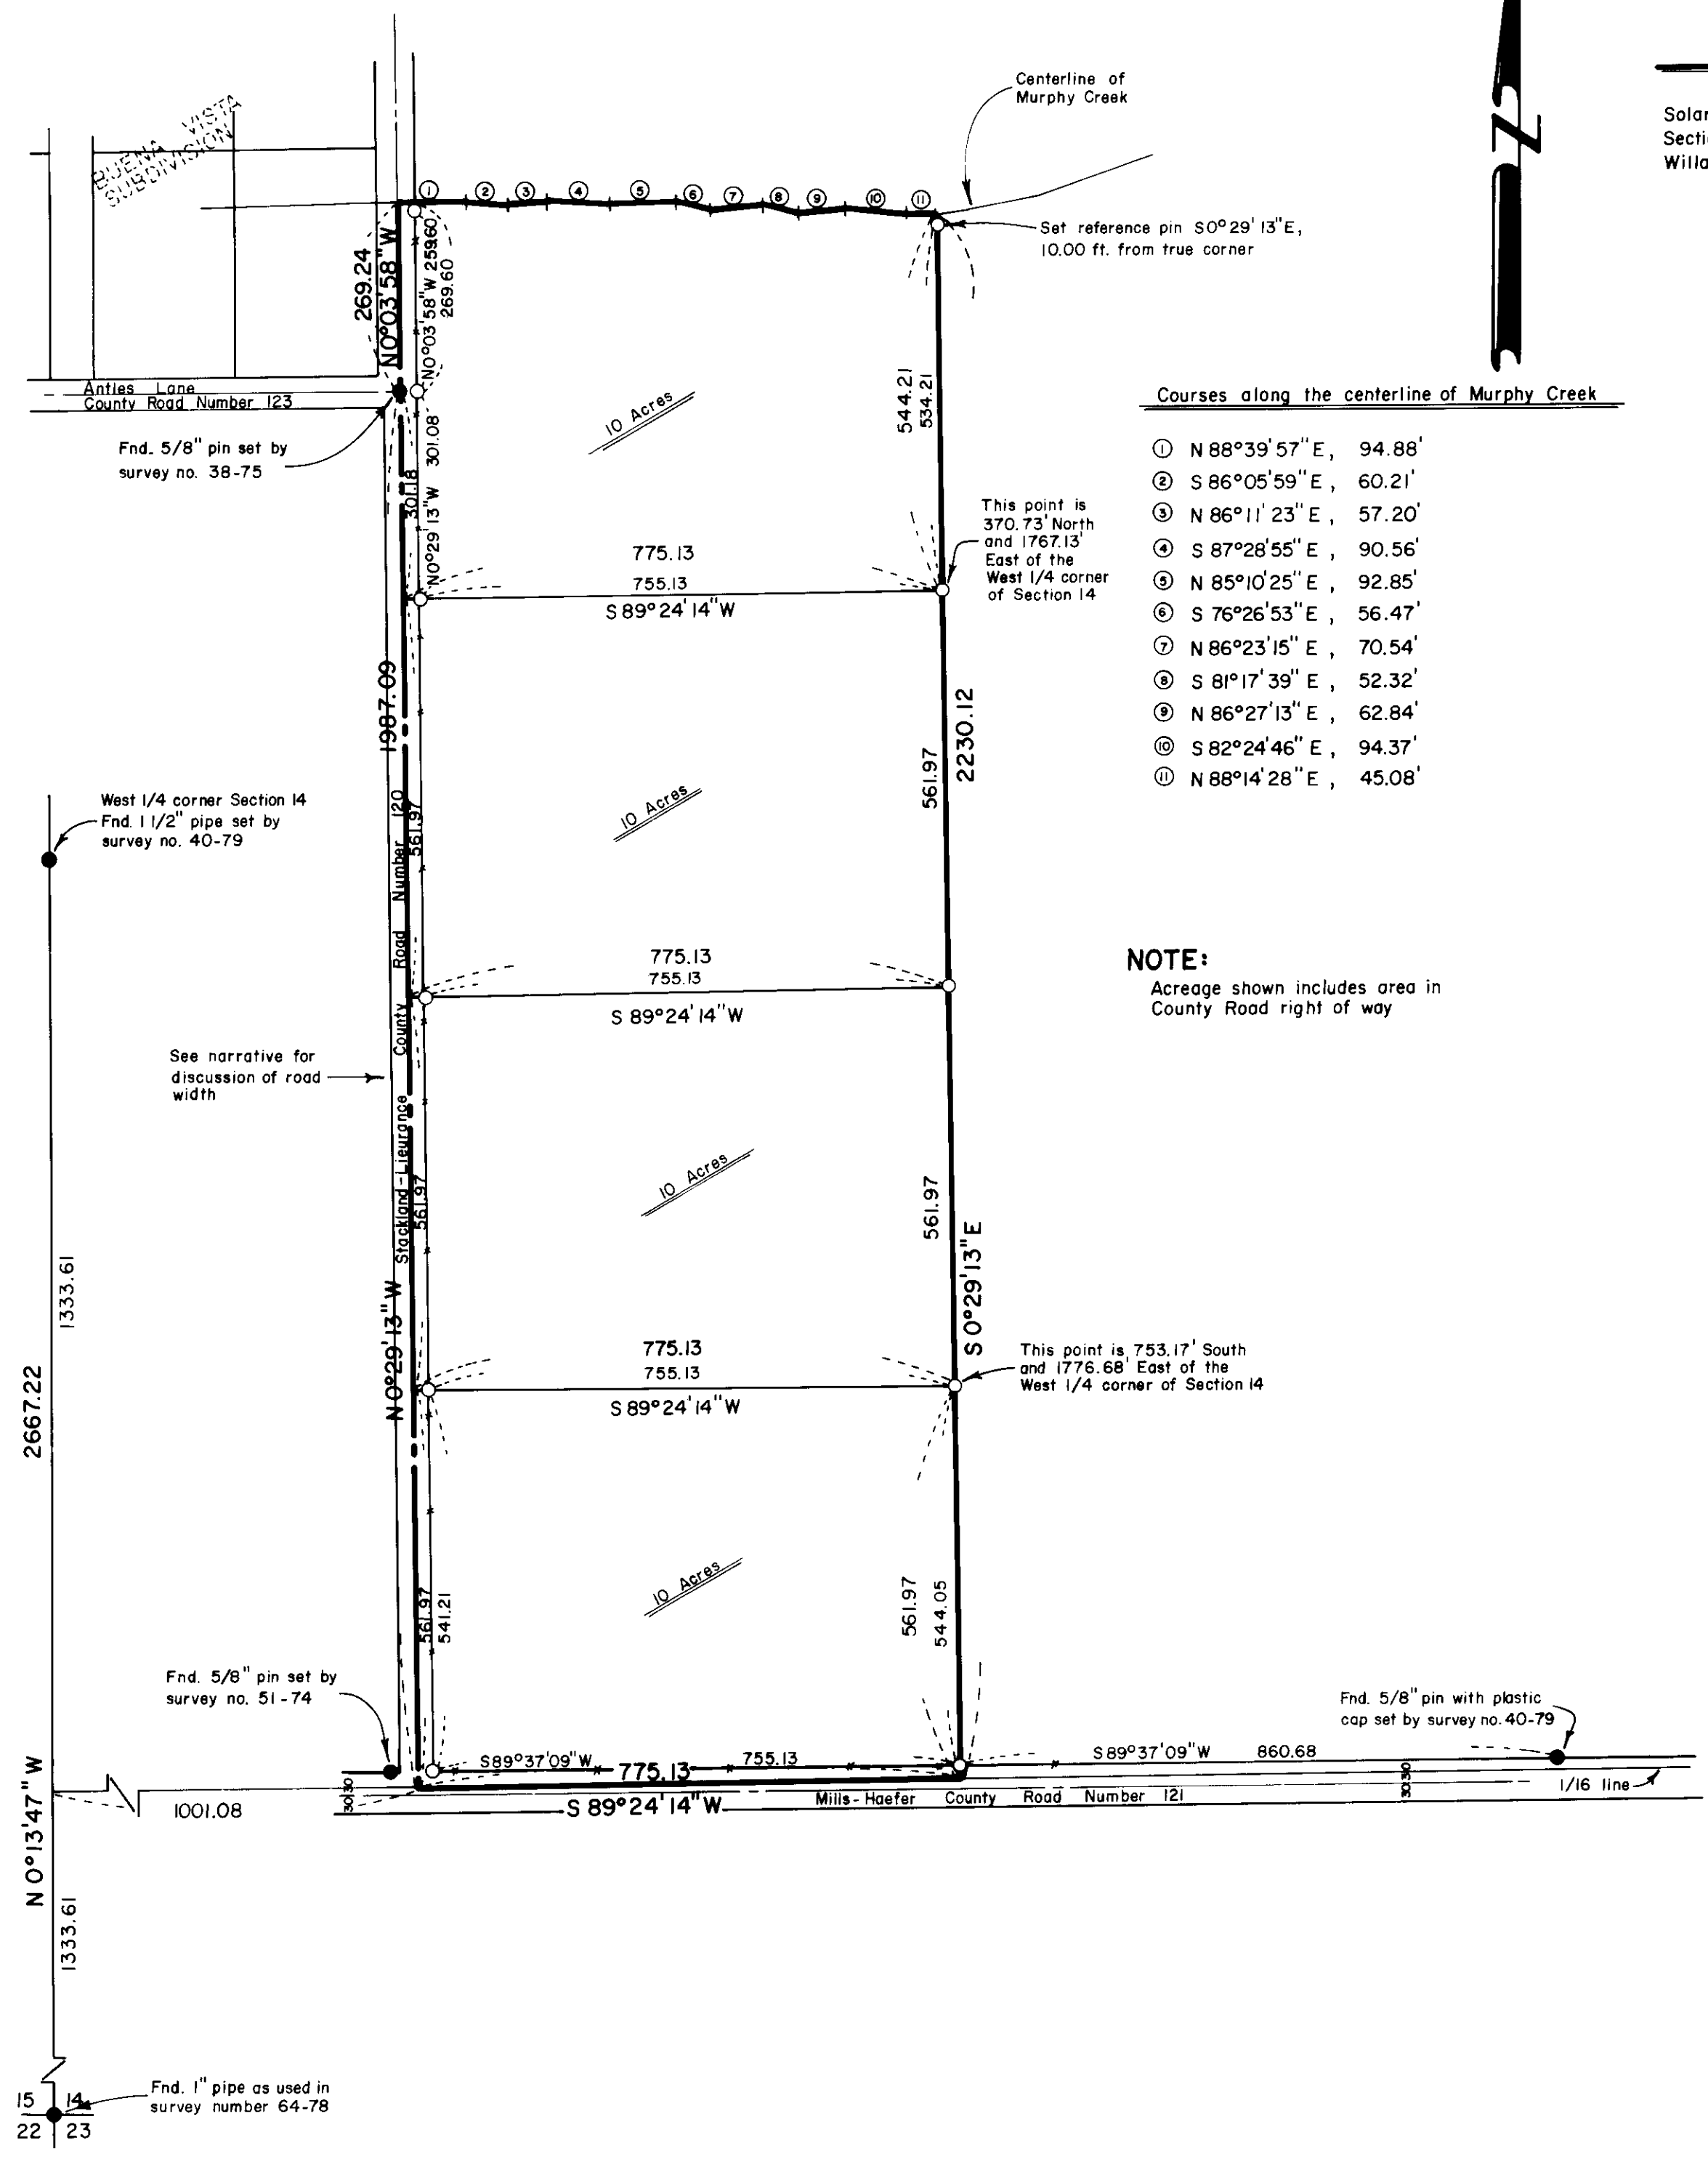 Centerline of
Murphy Creek
BUENA VISTA
SUBDIVISION
N
① ② ③ ④ ⑤ ⑥ ⑦ ⑧ ⑨ ⑩ ⑪
Set reference pin S0°29'13"E,
10.00 ft. from true corner
269.24
N0°03'58"W
N0°03'58"W 259.60
269.60
Antles Lane
County Road Number 123
Fnd. 5/8" pin set by
survey no. 38-75
301.18
N0°29'13"W 301.08
10 Acres
544.21
534.21
Courses along the centerline of Murphy Creek
① N 88°39'57"E, 94.88'
② S 86°05'59"E, 60.21'
③ N 86°11'23"E, 57.20'
④ S 87°28'55"E, 90.56'
⑤ N 85°10'25"E, 92.85'
⑥ S 76°26'53"E, 56.47'
⑦ N 86°23'15"E, 70.54'
⑧ S 81°17'39"E, 52.32'
⑨ N 86°27'13"E, 62.84'
⑩ S 82°24'46"E, 94.37'
⑪ N 88°14'28"E, 45.08'
This point is
370.73' North
and 1767.13'
East of the
West 1/4 corner
of Section 14
775.13
755.13
S 89°24'14"W
1987.09
2230.12
561.97
561.97
10 Acres
West 1/4 corner Section 14
Fnd. 1 1/2" pipe set by
survey no. 40-79
775.13
755.13
S 89°24'14"W
NOTE:
Acreage shown includes area in
County Road right of way
See narrative for
discussion of road
width
Stackland-Lieurance County Road Number 120
561.97
10 Acres
561.97
S 0°29'13"E
N 0°29'13"W
1333.61
2667.22
775.13
755.13
S 89°24'14"W
This point is 753.17' South
and 1776.68' East of the
West 1/4 corner of Section 14
561.97
541.21
10 Acres
561.97
544.05
Fnd. 5/8" pin set by
survey no. 51-74
Fnd. 5/8" pin with plastic
cap set by survey no. 40-79
S89°37'09"W 755.13
775.13
S 89°24'14"W
S89°37'09"W 860.68
30 30
30 30
1/16 line
Mills-Haefer County Road Number 121
1001.08
N 0°13'47"W
1333.61
15 14
22 23
Fnd. 1" pipe as used in
survey number 64-78